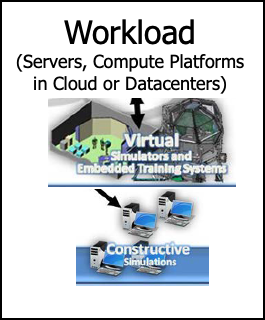 Workload
(Servers, Compute Platforms
in Cloud or Datacenters)
Virtual
Simulators and
Embedded Training Systems
Constructive
Simulations